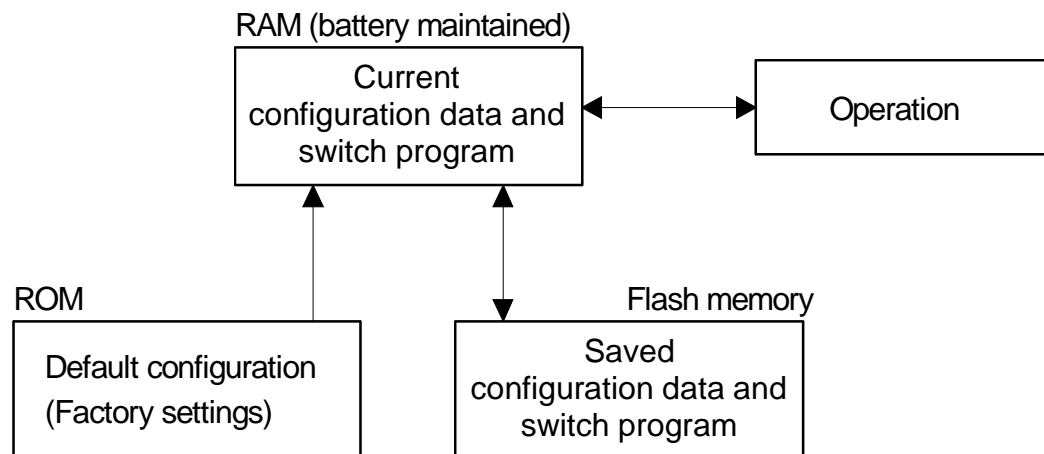 RAM (battery maintained)
Current
configuration data and
switch program
Operation
ROM
Default configuration
(Factory settings)
Flash memory
Saved
configuration data and
switch program